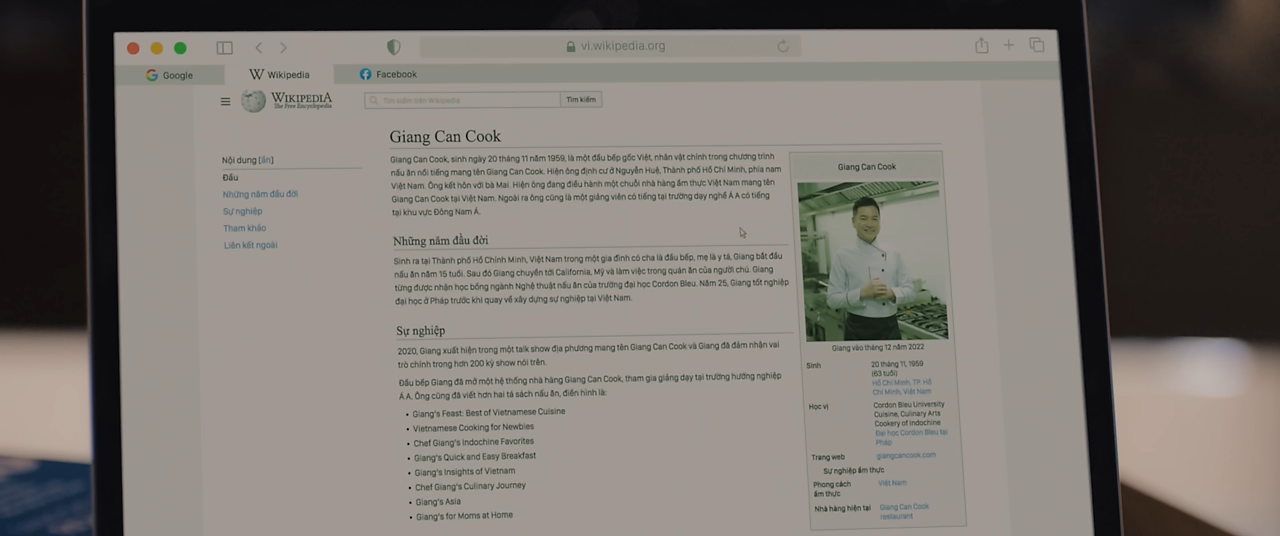 vi.wikipedia.org
Google
Wikipedia
Facebook
WIKIPEDIA
The Free Encyclopedia
Tìm kiếm trên Wikipedia
Tìm kiếm
Nội dung [ẩn]
Đầu
Những năm đầu đời
Sự nghiệp
Tham khảo
Liên kết ngoài
Giang Can Cook
Giang Can Cook, sinh ngày 20 tháng 11 năm 1959, là một đầu bếp gốc Việt, nhân vật chính trong chương trình
nấu ăn nổi tiếng mang tên Giang Can Cook. Hiện ông định cư ở Nguyễn Huệ, Thành phố Hồ Chí Minh, phía nam
Việt Nam. Ông kết hôn với bà Mai. Hiện ông đang điều hành một chuỗi nhà hàng ẩm thực Việt Nam mang tên
Giang Can Cook tại Việt Nam. Ngoài ra ông cũng là một giảng viên có tiếng tại trường dạy nghề Á A có tiếng
tại khu vực Đông Nam Á.
Những năm đầu đời
Sinh ra tại Thành phố Hồ Chính Minh, Việt Nam trong một gia đình có cha là đầu bếp, mẹ là y tá, Giang bắt đầu
nấu ăn năm 15 tuổi. Sau đó Giang chuyển tới California, Mỹ và làm việc trong quán ăn của người chú. Giang
từng được nhận học bổng ngành Nghệ thuật nấu ăn của trường đại học Cordon Bleu. Năm 25, Giang tốt nghiệp
đại học ở Pháp trước khi quay về xây dựng sự nghiệp tại Việt Nam.
Sự nghiệp
2020, Giang xuất hiện trong một talk show địa phương mang tên Giang Can Cook và Giang đã đảm nhận vai
trò chính trong hơn 200 kỳ show nói trên.
Đầu bếp Giang đã mở một hệ thống nhà hàng Giang Can Cook, tham gia giảng dạy tại trường hướng nghiệp
Á A. Ông cũng đã viết hơn hai tá sách nấu ăn, điển hình là:
• Giang's Feast: Best of Vietnamese Cuisine
• Vietnamese Cooking for Newbies
• Chef Giang's Indochine Favorites
• Giang's Quick and Easy Breakfast
• Giang's Insights of Vietnam
• Chef Giang's Culinary Journey
• Giang's Asia
• Giang's for Moms at Home
Giang Can Cook
Giang vào tháng 12 năm 2022
Sinh
20 tháng 11, 1959
(63 tuổi)
Hồ Chí Minh, TP. Hồ
Chí Minh, Việt Nam
Học vị
Cordon Bleu University
Cuisine, Culinary Arts
Cookery of Indochine
Đại học Cordon Bleu tại
Pháp
Trang web
giangcancook.com
Sự nghiệp ẩm thực
Phong cách
ẩm thực
Việt Nam
Nhà hàng hiện tại
Giang Can Cook
restaurant